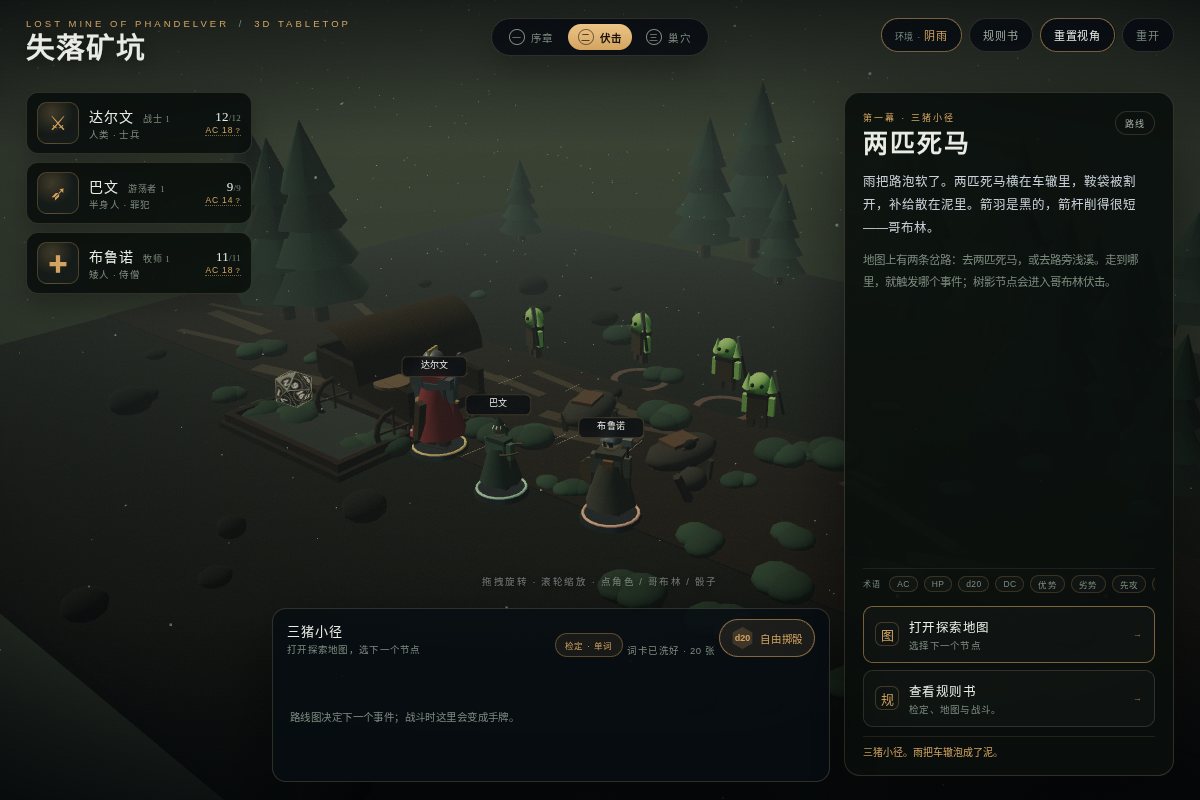 LOST MINE OF PHANDELVER / 3D TABLETOP
失落矿坑
一 序章
二 伏击
三 巢穴
环境 · 阴雨
规则书
重置视角
重开
达尔文 战士 1
12/12
人类 · 士兵
AC 18 ?
巴文 游荡者 1
9/9
半身人 · 罪犯
AC 14 ?
布鲁诺 牧师 1
11/11
矮人 · 侍僧
AC 18 ?
达尔文
巴文
布鲁诺
拖拽旋转 · 滚轮缩放 · 点角色 / 哥布林 / 骰子
三猪小径
打开探索地图，选下一个节点
检定 · 单词
词卡已洗好 · 20 张
d20 自由掷骰
路线图决定下一个事件；战斗时这里会变成手牌。
第一幕 · 三猪小径
路线
两匹死马
雨把路泡软了。两匹死马横在车辙里，鞍袋被割
开，补给散在泥里。箭羽是黑的，箭杆削得很短
——哥布林。
地图上有两条岔路：去两匹死马，或去路旁浅溪。走到哪
里，就触发哪个事件；树影节点会进入哥布林伏击。
术语 AC HP d20 DC 优势 劣势 先攻
图 打开探索地图 →
选择下一个节点
规 查看规则书 →
检定、地图与战斗。
三猪小径。雨把车辙泡成了泥。